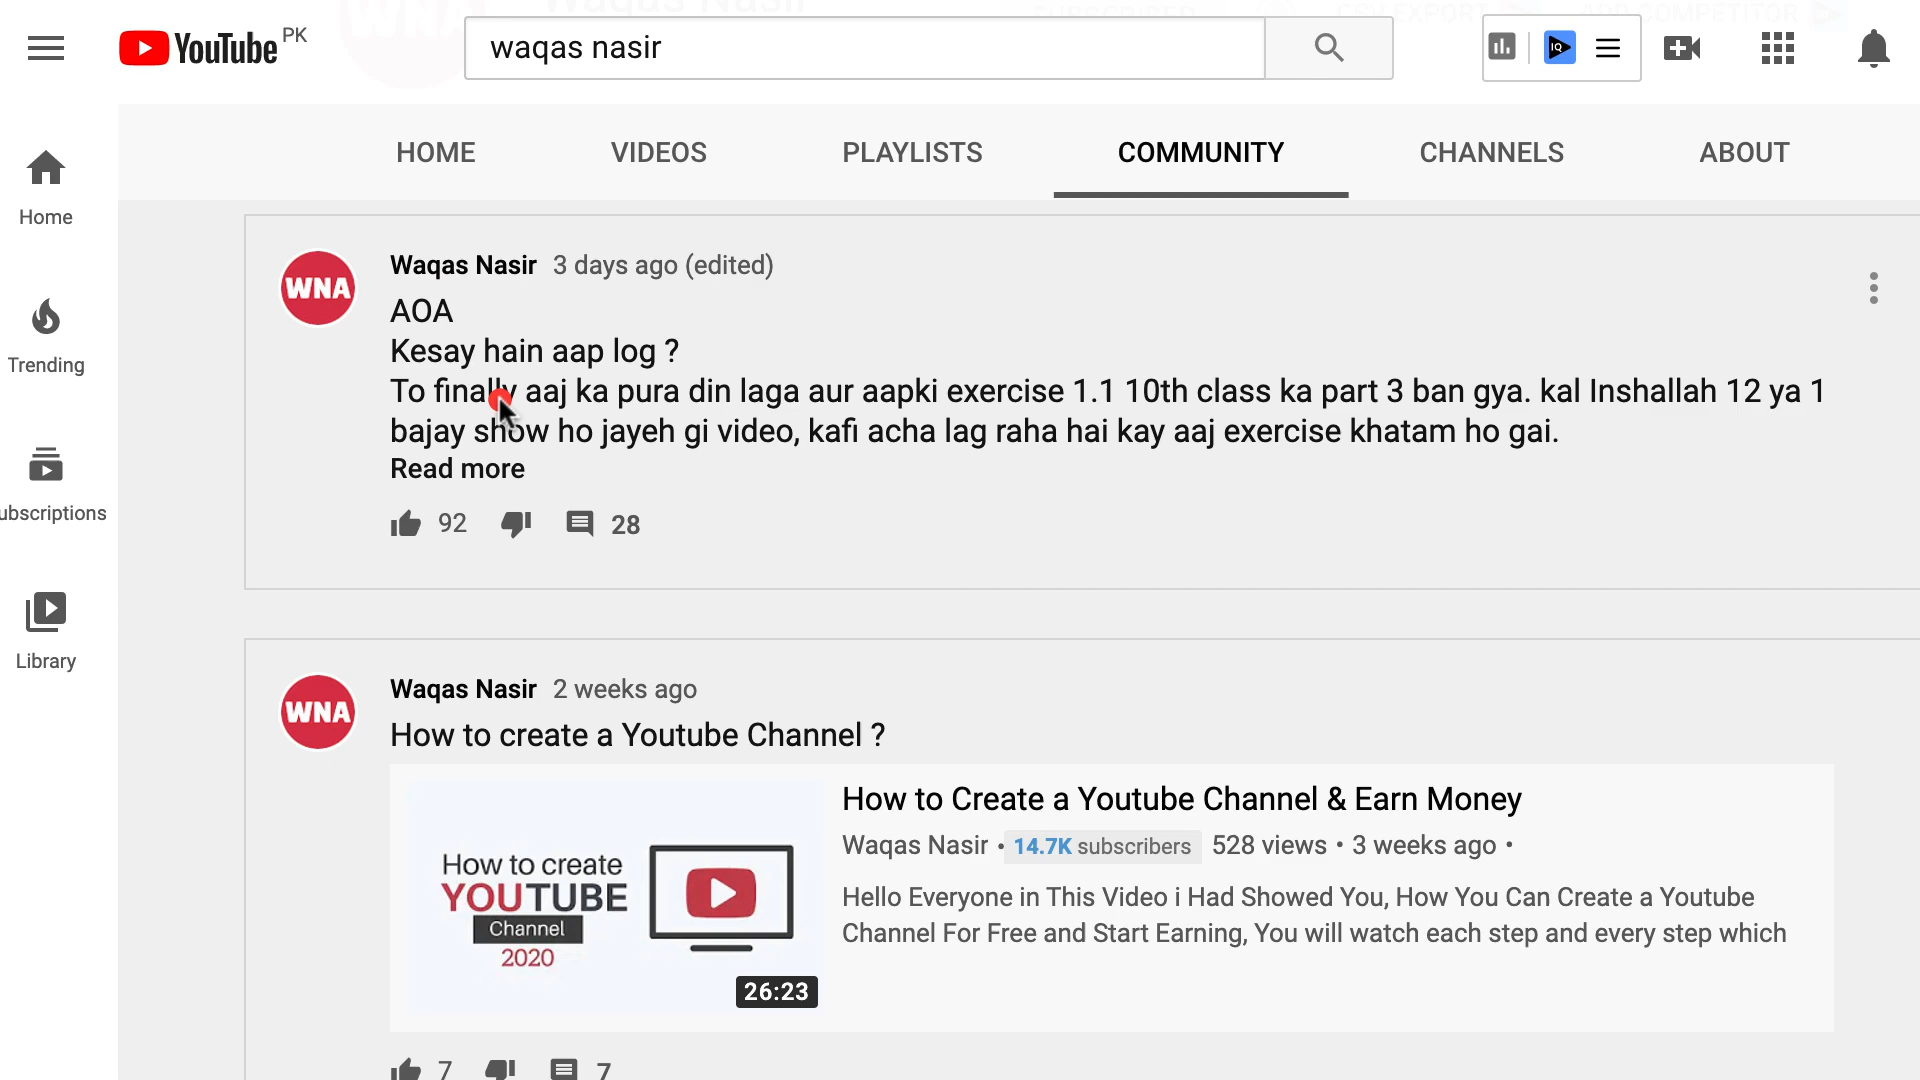 YouTube PK
waqas nasir
IQ
HOME VIDEOS PLAYLISTS COMMUNITY CHANNELS ABOUT
Home
Trending
ubscriptions
Library
WNA
Waqas Nasir 3 days ago (edited)
AOA
Kesay hain aap log ?
To finally aaj ka pura din laga aur aapki exercise 1.1 10th class ka part 3 ban gya. kal Inshallah 12 ya 1
bajay show ho jayeh gi video, kafi acha lag raha hai kay aaj exercise khatam ho gai.
Read more
92 28
WNA
Waqas Nasir 2 weeks ago
How to create a Youtube Channel ?
How to create
YOUTUBE
Channel
2020
26:23
How to Create a Youtube Channel & Earn Money
Waqas Nasir • 14.7K subscribers 528 views • 3 weeks ago •
Hello Everyone in This Video i Had Showed You, How You Can Create a Youtube
Channel For Free and Start Earning, You will watch each step and every step which
7 7